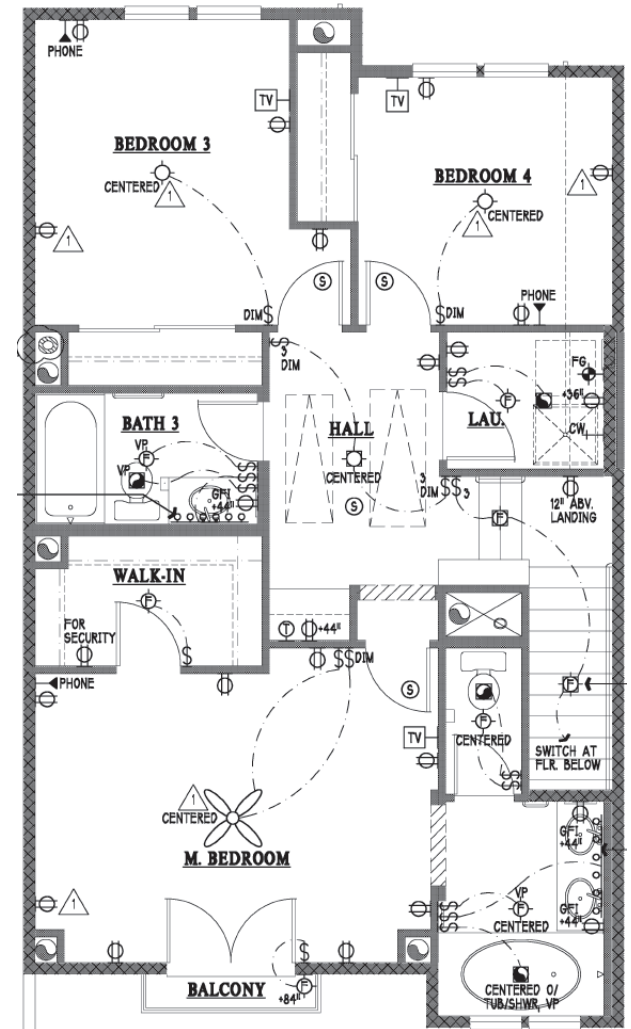 PHONE
TV
TV
BEDROOM 3
CENTERED
1
BEDROOM 4
CENTERED
1
1
1
S
S
PHONE
DIM
DIM
3
DIM
FG
+36"
LAU.
CW
BATH 3
VP
VP
GFI
+44"
HALL
CENTERED
S
3
DIM
3
12" ABV.
LANDING
WALK-IN
FOR
SECURITY
T
+44"
DIM
PHONE
S
TV
CENTERED
SWITCH AT
FLR. BELOW
1
CENTERED
M. BEDROOM
GFI
+44"
1
VP
CENTERED
GFI
+44"
BALCONY
+84"
CENTERED O/
TUB/SHWR, VP
F
F
F
F
F
F
F
F
F